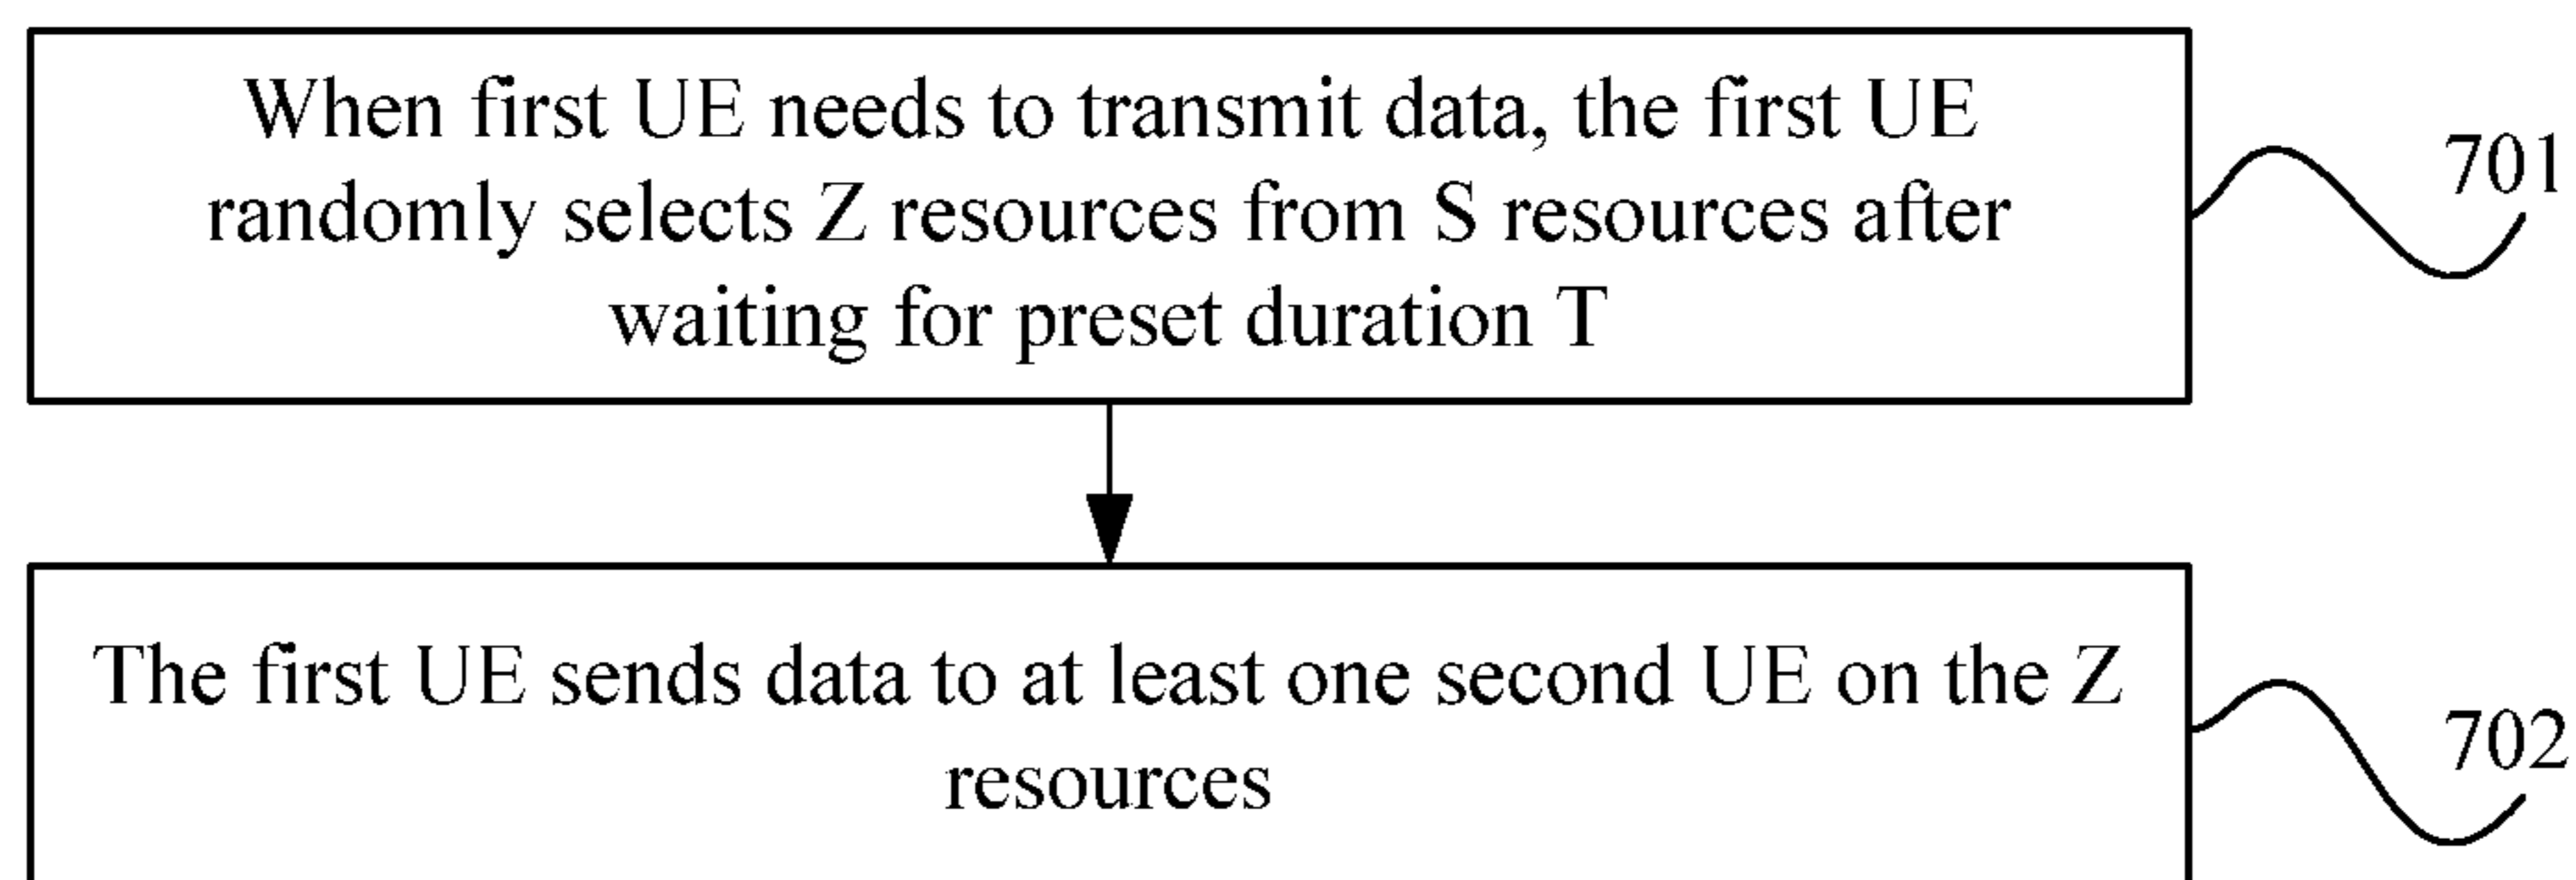 When first UE needs to transmit data, the first UE
randomly selects Z resources from S resources after
waiting for preset duration T
701
The first UE sends data to at least one second UE on the Z
resources
702